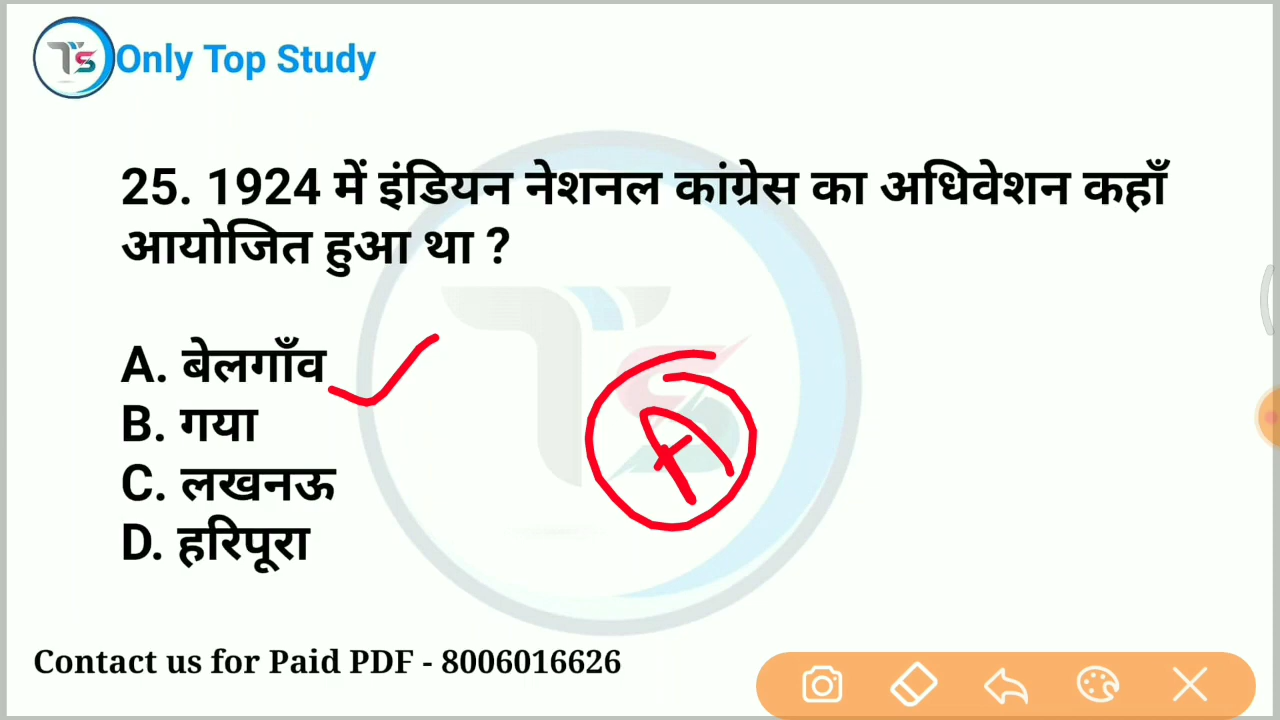 TS Only Top Study
25. 1924 में इंडियन नेशनल कांग्रेस का अधिवेशन कहाँ
आयोजित हुआ था ?
A. बेलगाँव
B. गया
C. लखनऊ
D. हरिपूरा
A
Contact us for Paid PDF - 8006016626